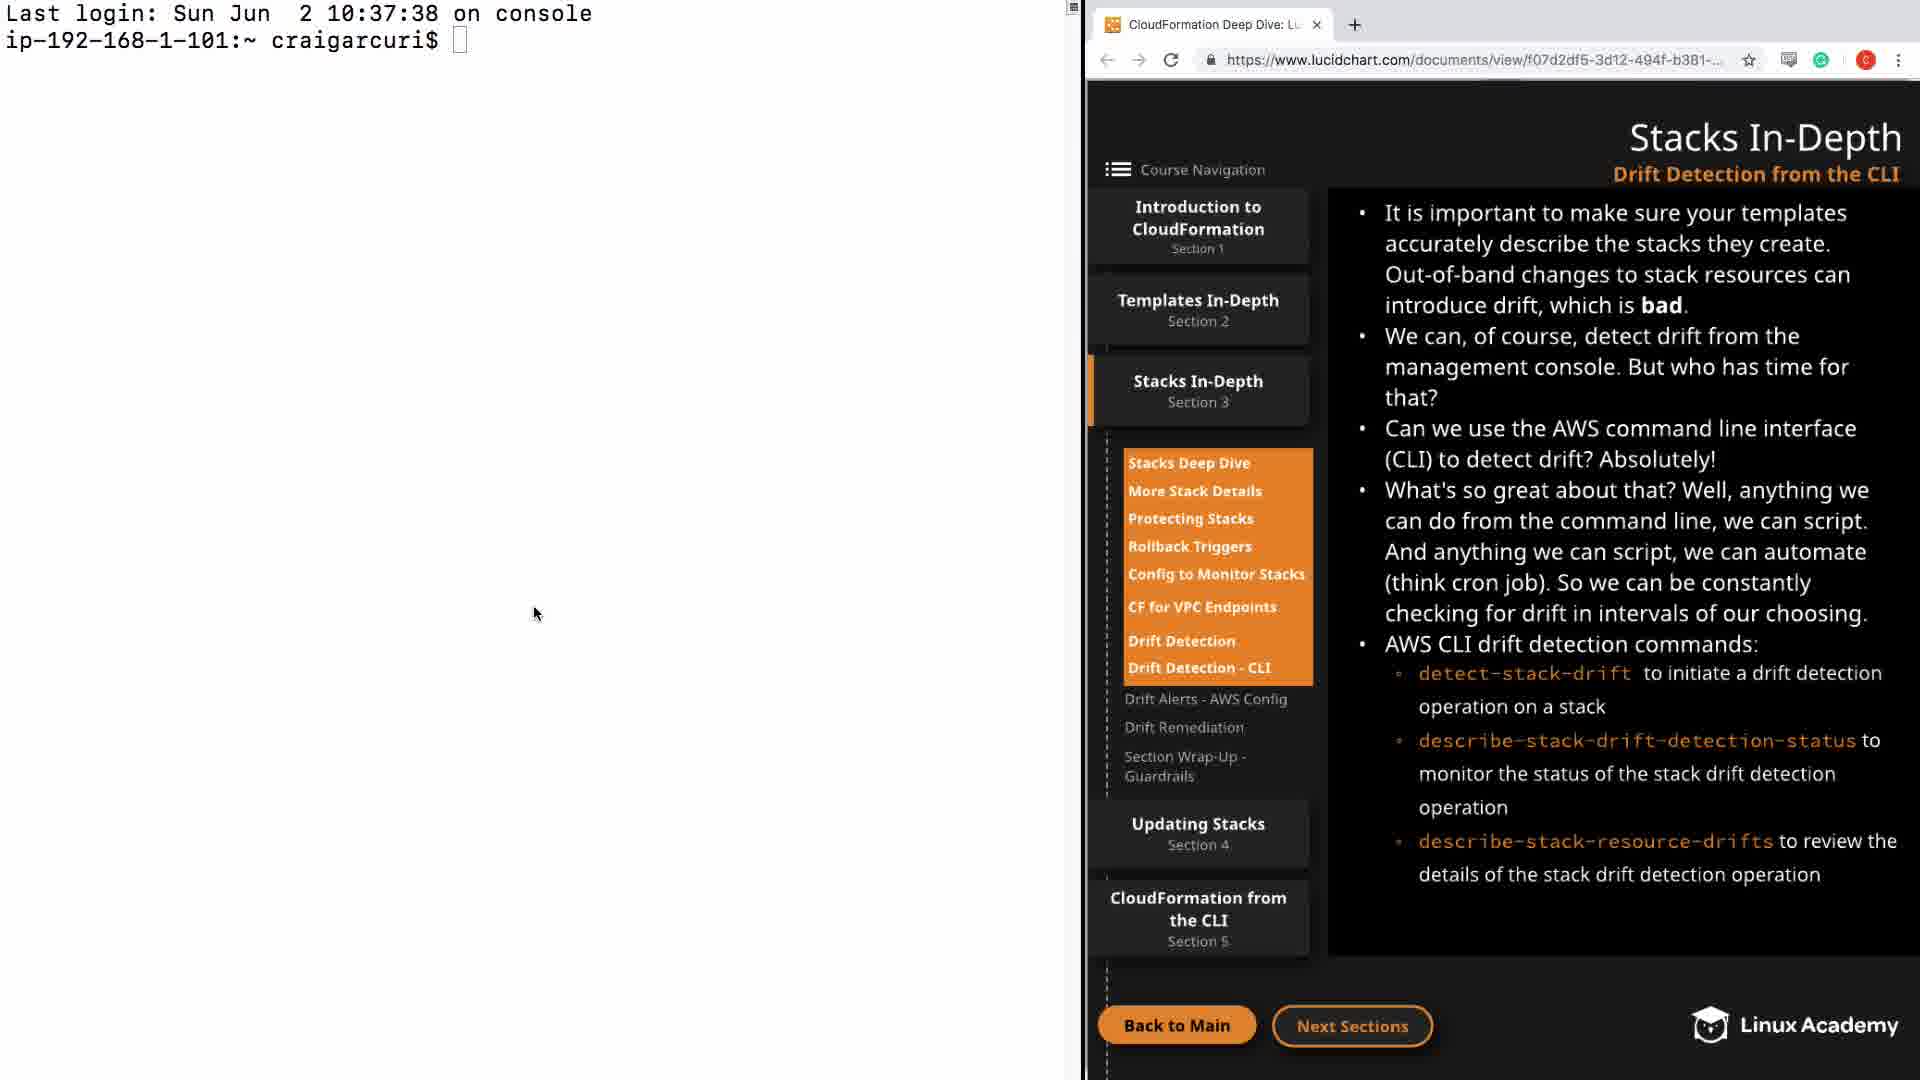 Last login: Sun Jun  2 10:37:38 on console
ip-192-168-1-101:~ craigarcuri$
CloudFormation Deep Dive: Lu
https://www.lucidchart.com/documents/view/f07d2df5-3d12-494f-b381-...
C
Stacks In-Depth
Drift Detection from the CLI
Course Navigation
Introduction to
CloudFormation
Section 1
Templates In-Depth
Section 2
Stacks In-Depth
Section 3
Stacks Deep Dive
More Stack Details
Protecting Stacks
Rollback Triggers
Config to Monitor Stacks
CF for VPC Endpoints
Drift Detection
Drift Detection - CLI
Drift Alerts - AWS Config
Drift Remediation
Section Wrap-Up -
Guardrails
Updating Stacks
Section 4
CloudFormation from
the CLI
Section 5
• It is important to make sure your templates
accurately describe the stacks they create.
Out-of-band changes to stack resources can
introduce drift, which is bad.
• We can, of course, detect drift from the
management console. But who has time for
that?
• Can we use the AWS command line interface
(CLI) to detect drift? Absolutely!
• What's so great about that? Well, anything we
can do from the command line, we can script.
And anything we can script, we can automate
(think cron job). So we can be constantly
checking for drift in intervals of our choosing.
• AWS CLI drift detection commands:
◦ detect-stack-drift to initiate a drift detection
operation on a stack
◦ describe-stack-drift-detection-status to
monitor the status of the stack drift detection
operation
◦ describe-stack-resource-drifts to review the
details of the stack drift detection operation
Back to Main
Next Sections
Linux Academy